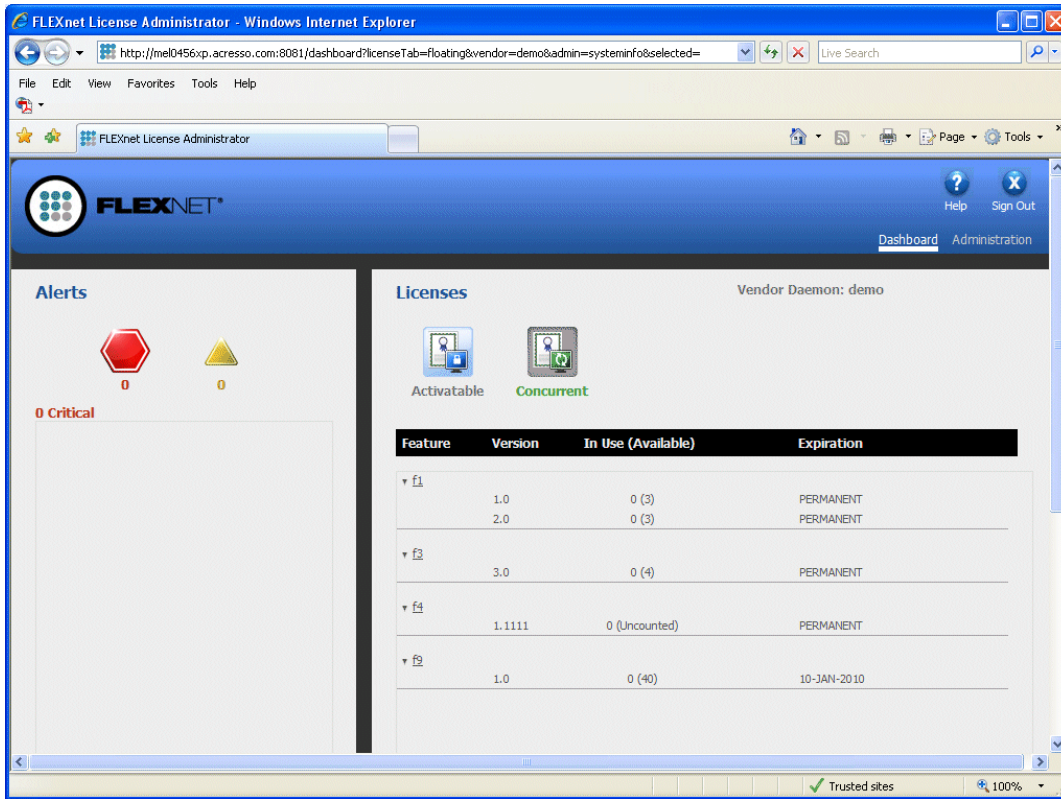 FLEXnet License Administrator - Windows Internet Explorer
http://mel0456xp.acresso.com:8081/dashboard?licenseTab=floating&vendor=demo&admin=systeminfo&selected=
Live Search
File Edit View Favorites Tools Help
FLEXnet License Administrator
Page Tools
FLEXNET
Help Sign Out
Dashboard Administration
Alerts
0 0
0 Critical
Licenses
Vendor Daemon: demo
Activatable Concurrent
Feature Version In Use (Available) Expiration
f1
1.0 0 (3) PERMANENT
2.0 0 (3) PERMANENT
f3
3.0 0 (4) PERMANENT
f4
1.1111 0 (Uncounted) PERMANENT
f9
1.0 0 (40) 10-JAN-2010
Trusted sites 100%